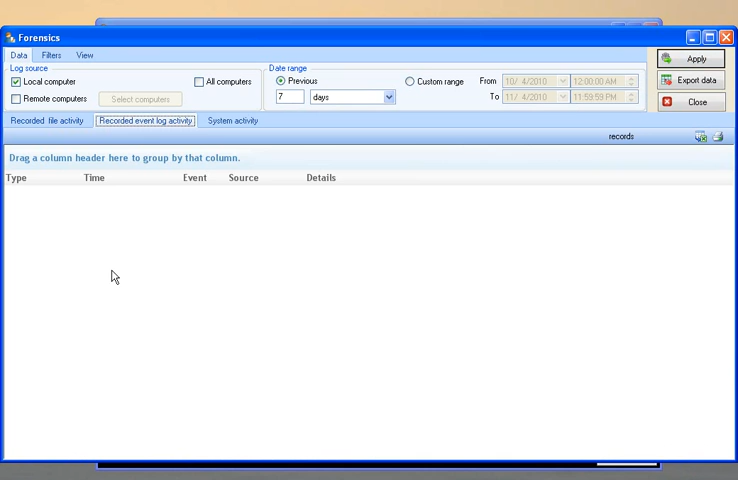 Forensics
Data Filters View
Log source
Local computer All computers
Remote computers Select computers
Date range
Previous Custom range
7 days
From 10/ 4/2010 12:00:00 AM
To 11/ 4/2010 11:59:59 PM
Apply
Export data
Close
Recorded file activity Recorded event log activity System activity
records
Drag a column header here to group by that column.
Type Time Event Source Details